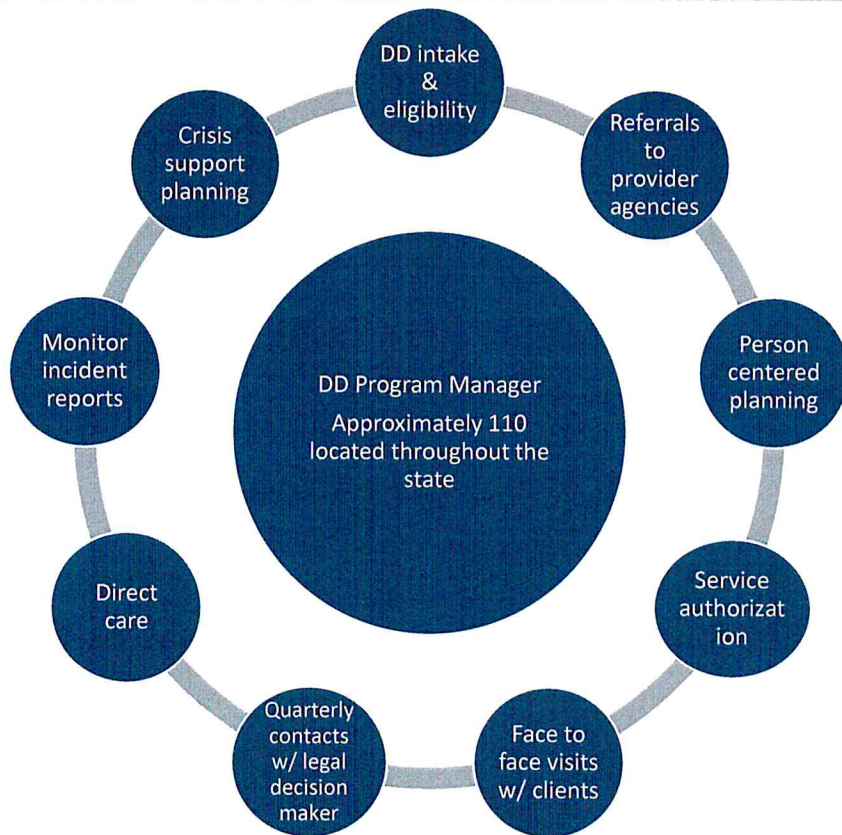 DD intake
&
eligibility
Referrals
to
provider
agencies
Person
centered
planning
Service
authorizat
ion
Face to
face visits
w/ clients
Quarterly
contacts
w/ legal
decision
maker
Direct
care
Monitor
incident
reports
Crisis
support
planning
DD Program Manager
Approximately 110
located throughout the
state